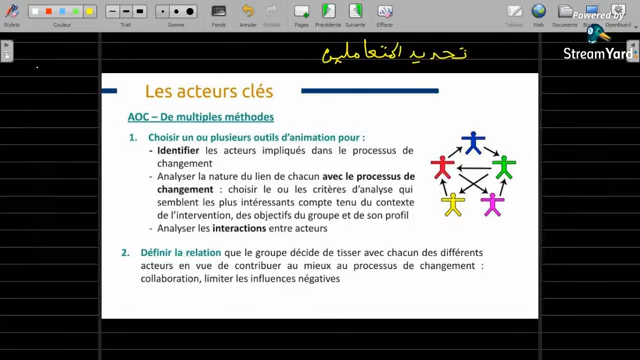 Stylets
Couleur
Trait
Gomme
Annuler
Refaire
Pages
Précédente
Suivante
Effacer
Tableau
Web
Documents
Bureau
OpenBoard
Powered by
StreamYard
تحديد المتعاملين
Les acteurs clés
AOC – De multiples méthodes
1. Choisir un ou plusieurs outils d'animation pour :
- Identifier les acteurs impliqués dans le processus de
changement
- Analyser la nature du lien de chacun avec le processus de
changement : choisir le ou les critères d'analyse qui
semblent les plus intéressants compte tenu du contexte
de l'intervention, des objectifs du groupe et de son profil
- Analyser les interactions entre acteurs
2. Définir la relation que le groupe décide de tisser avec chacun des différents
acteurs en vue de contribuer au mieux au processus de changement :
collaboration, limiter les influences négatives